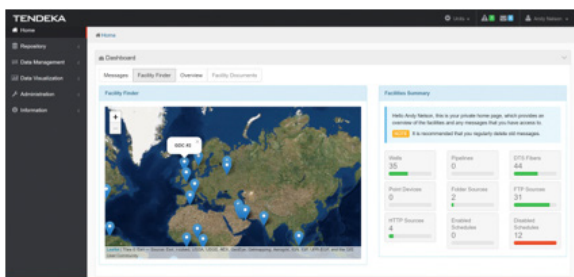 TENDEKA
Units
Andy Nelson
Home
Home
Repository
Data Management
Data Visualization
Administration
Information
Dashboard
Messages
Facility Finder
Overview
Facility Documents
Facility Finder
Facilities Summary
Hello Andy Nelson, this is your private home page, which provides an
overview of the facilities and any messages that you have access to.
NOTE It is recommended that you regularly delete old messages.
Wells
35
Pipelines
0
DTS Fibers
44
Point Devices
0
Folder Sources
2
FTP Sources
31
HTTP Sources
4
Enabled
Schedules
0
Disabled
Schedules
12
+